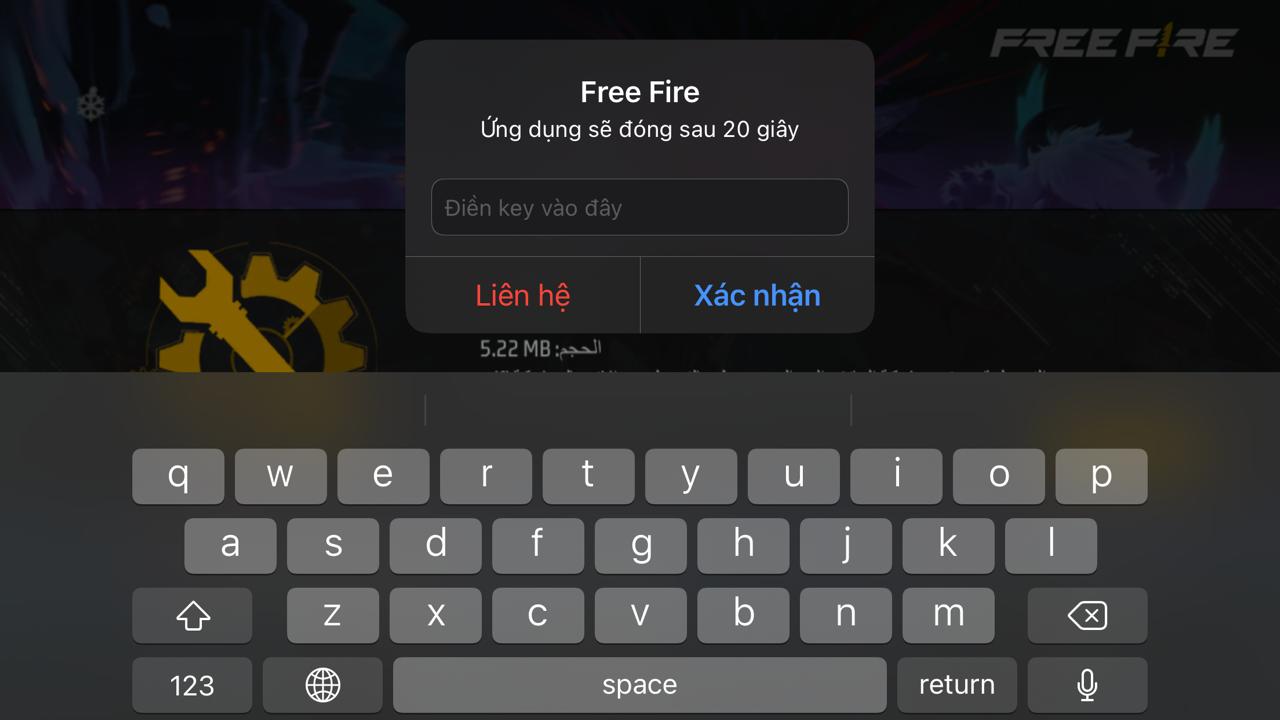 FREE FIRE
Free Fire
Ứng dụng sẽ đóng sau 20 giây
Điền key vào đây
Liên hệ
Xác nhận
الحجم: 5.22 MB
q w e r t y u i o p
a s d f g h j k l
z x c v b n m
123 space return